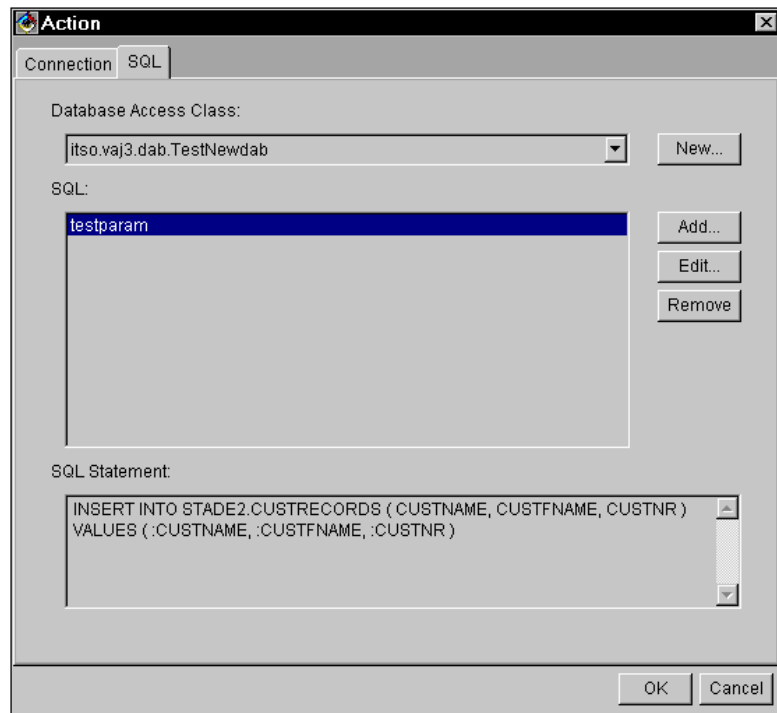 Action
Connection SQL
Database Access Class:
itso.vaj3.dab.TestNewdab New...
SQL:
testparam Add...
Edit...
Remove
SQL Statement:
INSERT INTO STADE2.CUSTRECORDS ( CUSTNAME, CUSTFNAME, CUSTNR )
VALUES ( :CUSTNAME, :CUSTFNAME, :CUSTNR )
OK Cancel